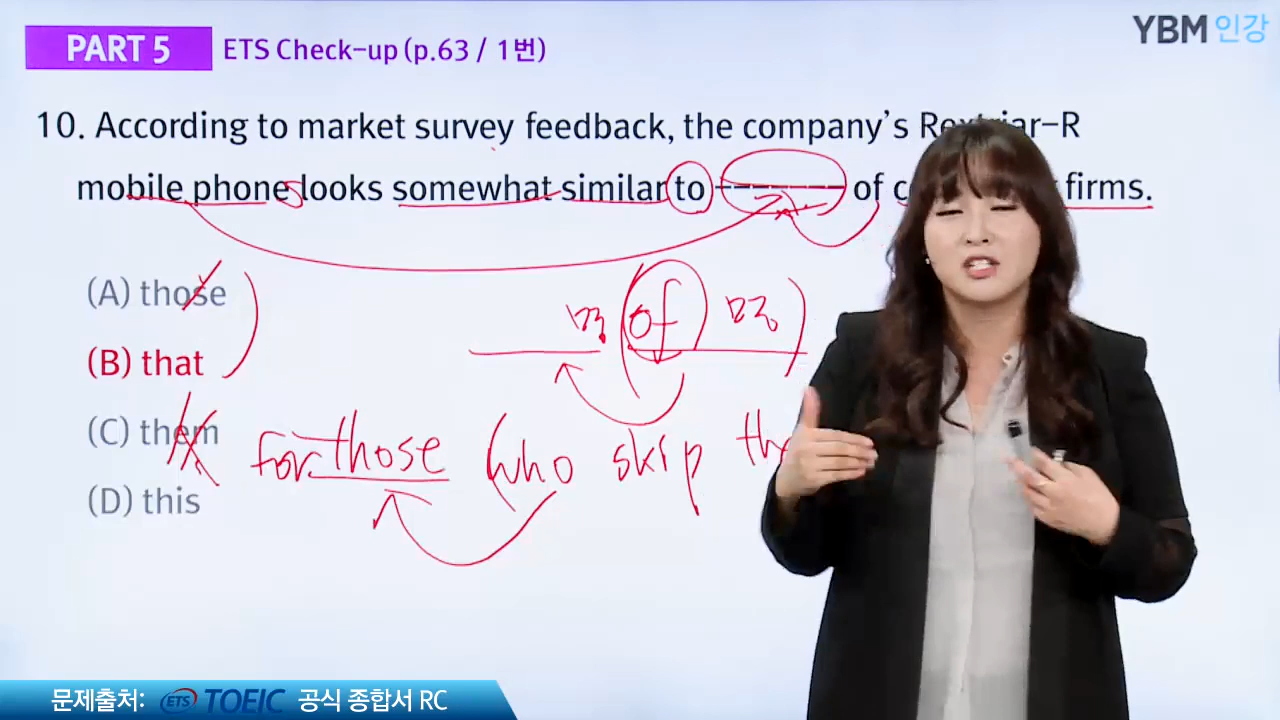 PART 5
ETS Check-up (p.63 / 1번)
YBM 인강
10. According to market survey feedback, the company's
mobile phone looks somewhat similar to ------- of firms.
(A) those
(B) that
(C) them
(D) this
명 (of 명)
for those (who skip
문제출처: ETS TOEIC 공식 종합서 RC